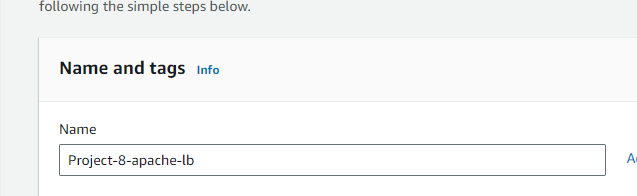 following the simple steps below.
Name and tags Info
Name
Project-8-apache-lb